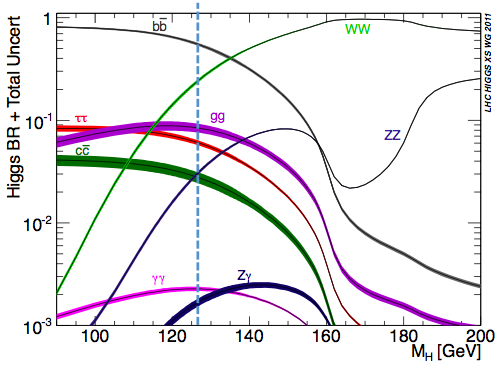 LHC HIGGS XS WG 2011
Higgs BR + Total Uncert
1
10⁻¹
10⁻²
10⁻³
bb̅
WW
ττ
gg
ZZ
cc̅
γγ
Zγ
100 120 140 160 180 200
M_H [GeV]